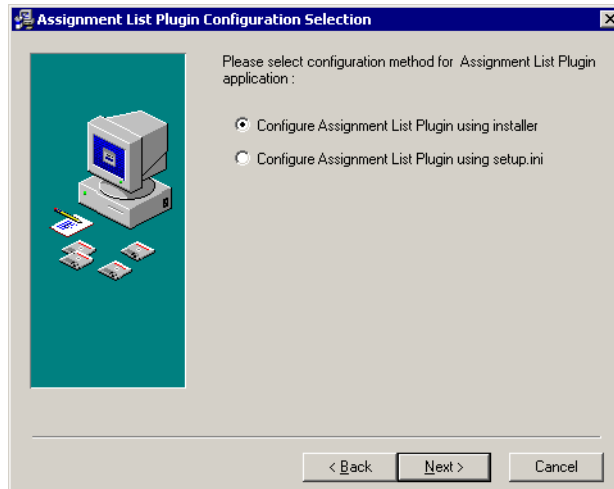 Assignment List Plugin Configuration Selection
Please select configuration method for Assignment List Plugin
application :
Configure Assignment List Plugin using installer
Configure Assignment List Plugin using setup.ini
< Back
Next >
Cancel